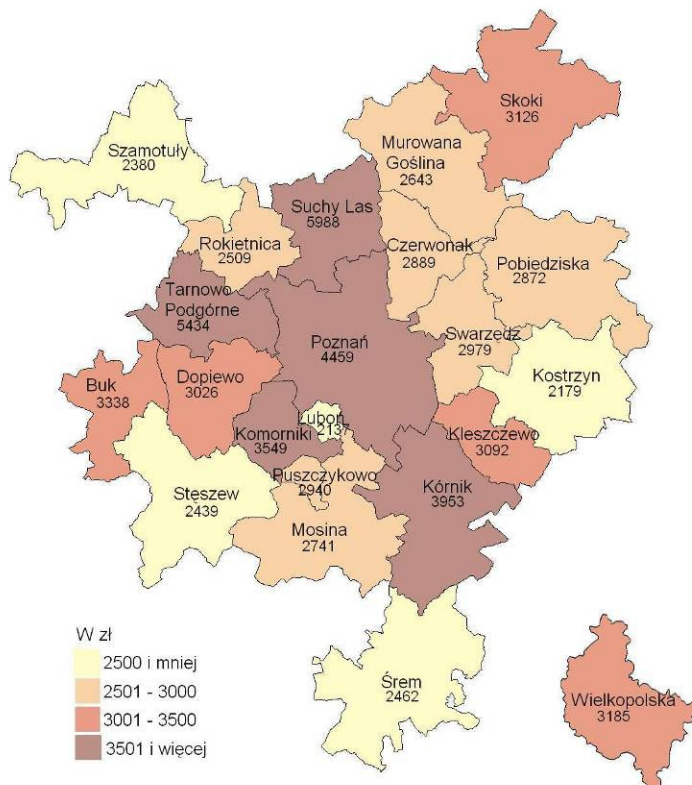 Skoki
3126
Murowana
Goślina
2643
Szamotuły
2380
Suchy Las
5988
Rokietnica
2509
Czerwonak
2889
Pobiedziska
2872
Tarnowo
Podgórne
5434
Poznań
4459
Swarzędz
2979
Kostrzyn
2179
Buk
3338
Dopiewo
3026
Luboń
2137
Komorniki
3549
Kleszczewo
3092
Puszczykowo
2940
Kórnik
3953
Stęszew
2439
Mosina
2741
W zł
2500 i mniej
2501 - 3000
3001 - 3500
3501 i więcej
Śrem
2462
Wielkopolska
3185